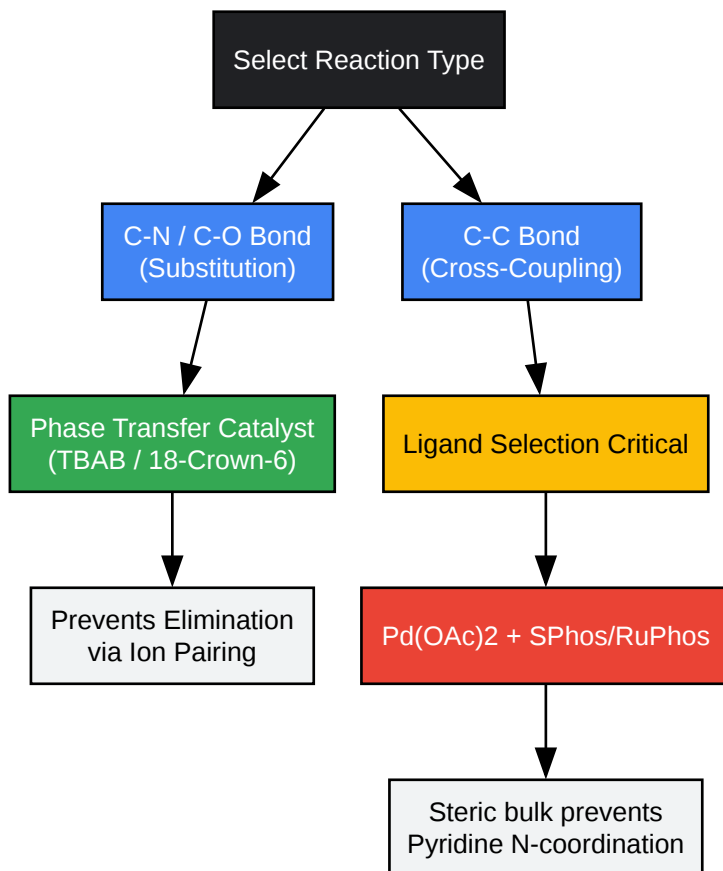 Select Reaction Type
C-N / C-O Bond
(Substitution)
C-C Bond
(Cross-Coupling)
Phase Transfer Catalyst
(TBAB / 18-Crown-6)
Ligand Selection Critical
Prevents Elimination
via Ion Pairing
Pd(OAc)2 + SPhos/RuPhos
Steric bulk prevents
Pyridine N-coordination